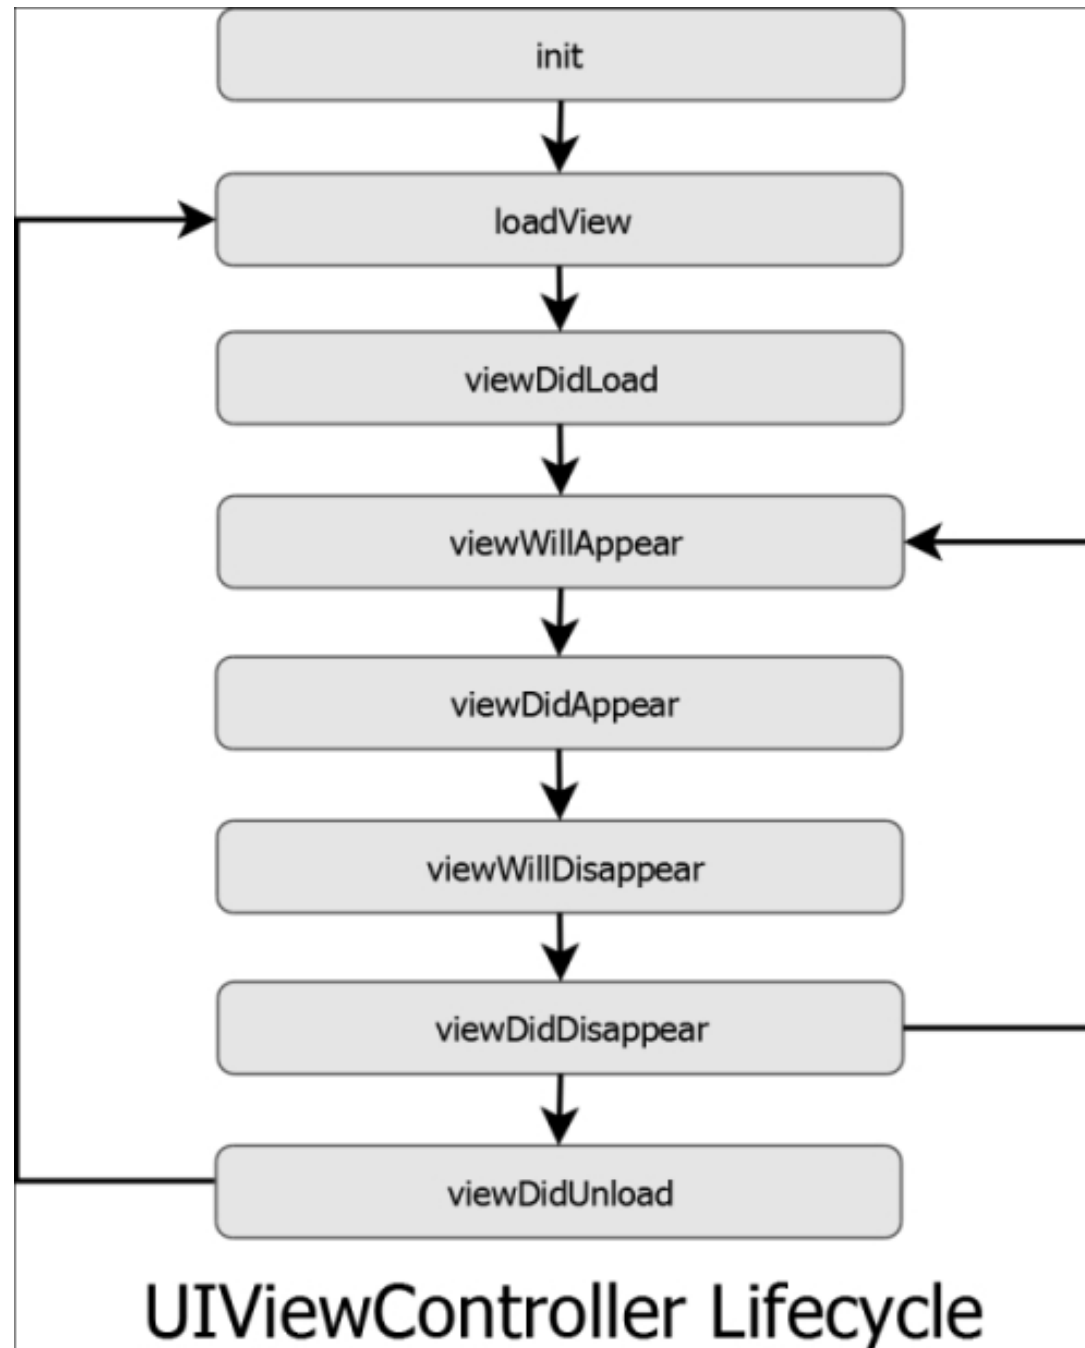 init
loadView
viewDidLoad
viewWillAppear
viewDidAppear
viewWillDisappear
viewDidDisappear
viewDidUnload
UIViewController Lifecycle